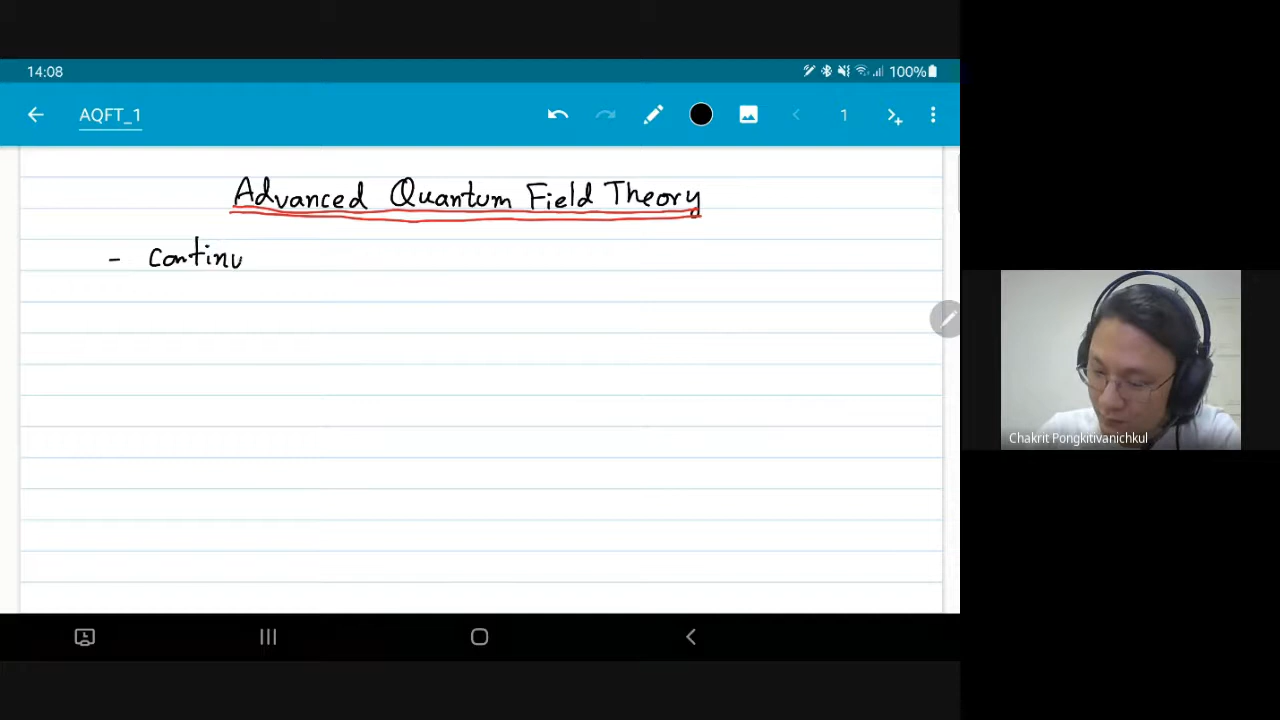 14:08 100%
AQFT_1 1
Advanced Quantum Field Theory
- continu
Chakrit Pongkitivanichkul